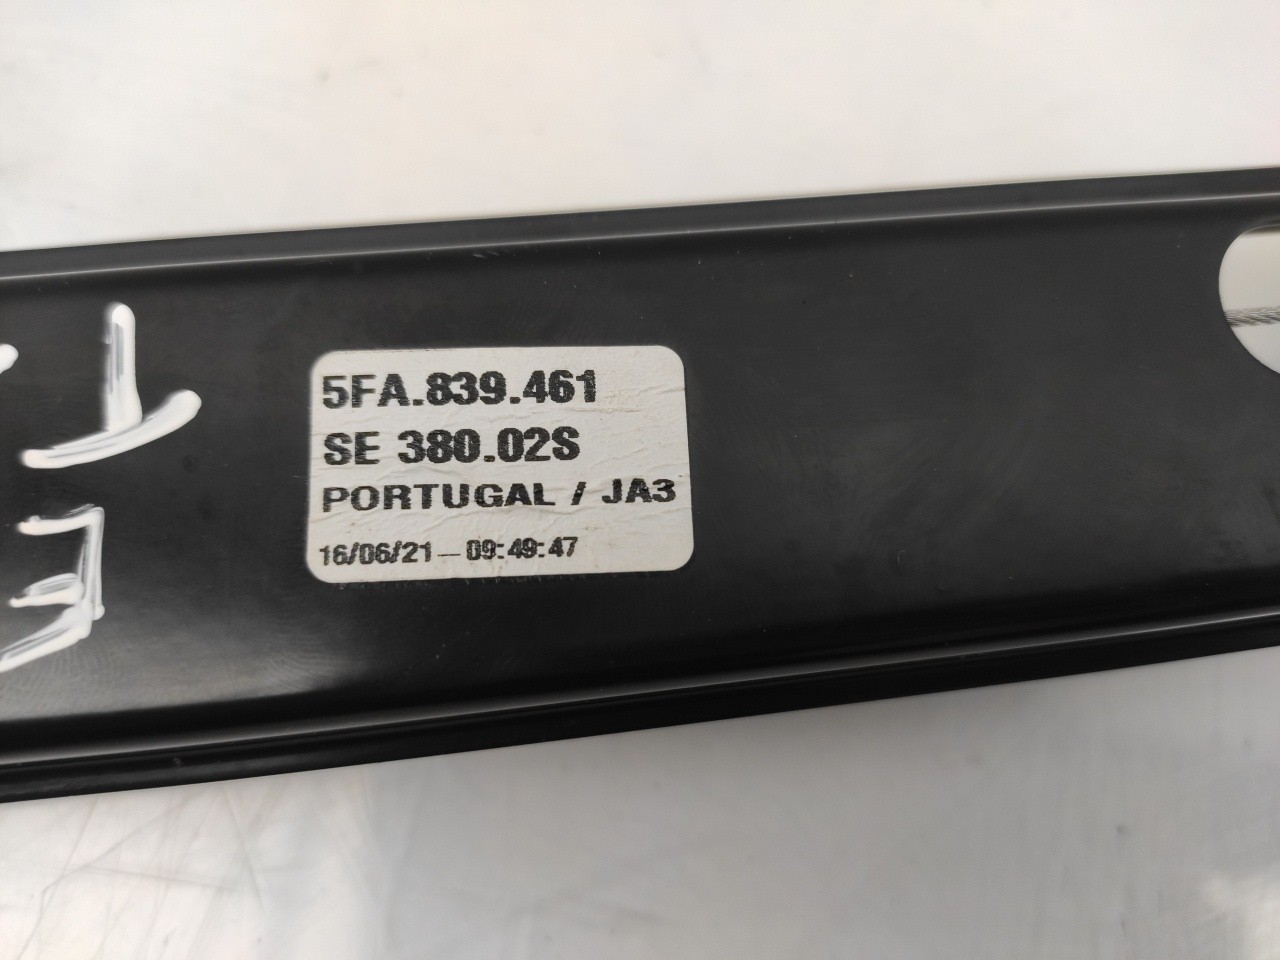 5FA.839.461
SE 380.02S
PORTUGAL / JA3
16/06/21 — 09:49:47